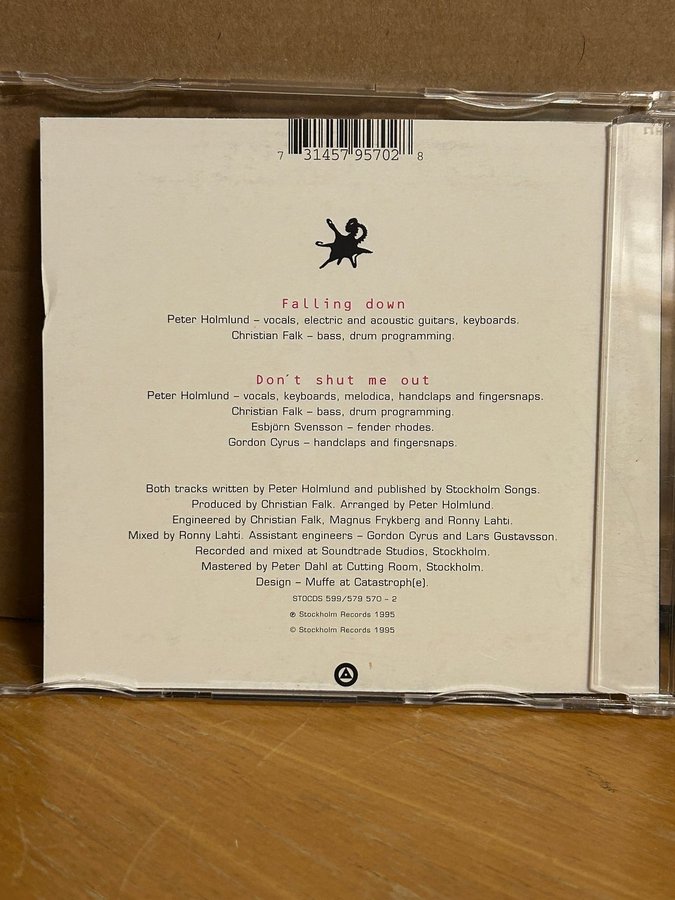 7 31457 95702 8
Falling down
Peter Holmlund – vocals, electric and acoustic guitars, keyboards.
Christian Falk – bass, drum programming.
Don´t shut me out
Peter Holmlund – vocals, keyboards, melodica, handclaps and fingersnaps.
Christian Falk – bass, drum programming.
Esbjörn Svensson – fender rhodes.
Gordon Cyrus – handclaps and fingersnaps.
Both tracks written by Peter Holmlund and published by Stockholm Songs.
Produced by Christian Falk. Arranged by Peter Holmlund.
Engineered by Christian Falk, Magnus Frykberg and Ronny Lahti.
Mixed by Ronny Lahti. Assistant engineers – Gordon Cyrus and Lars Gustavsson.
Recorded and mixed at Soundtrade Studios, Stockholm.
Mastered by Peter Dahl at Cutting Room, Stockholm.
Design – Muffe at Catastroph(e).
STOCDS 599/579 570 – 2
℗ Stockholm Records 1995
© Stockholm Records 1995